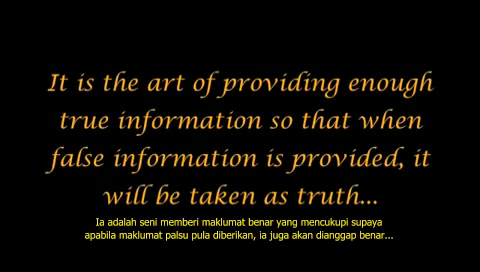 It is the art of providing enough
true information so that when
false information is provided, it
will be taken as truth...
Ia adalah seni memberi maklumat benar yang mencukupi supaya
apabila maklumat palsu pula diberikan, ia juga akan dianggap benar...